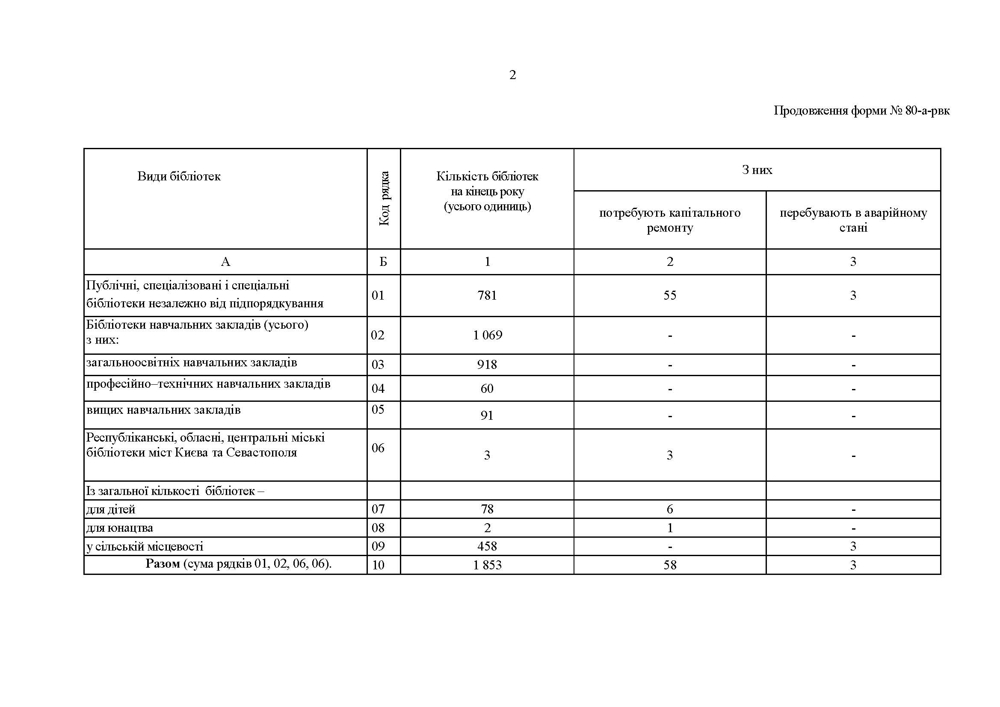 2
Продовження форми № 80-а-рвк
Види бібліотек
Код рядка
Кількість бібліотек
на кінець року
(усього одиниць)
З них
потребують капітального
ремонту
перебувають в аварійному
стані
А Б 1 2 3
Публічні, спеціалізовані і спеціальні
бібліотеки незалежно від підпорядкування
01 781 55 3
Бібліотеки навчальних закладів (усього)
з них:
02 1 069 - -
загальноосвітніх навчальних закладів 03 918 - -
професійно–технічних навчальних закладів 04 60 - -
вищих навчальних закладів 05 91 - -
Республіканські, обласні, центральні міські
бібліотеки міст Києва та Севастополя
06 3 3 -
Із загальної кількості бібліотек –
для дітей 07 78 6 -
для юнацтва 08 2 1 -
у сільській місцевості 09 458 - 3
Разом (сума рядків 01, 02, 06, 06). 10 1 853 58 3